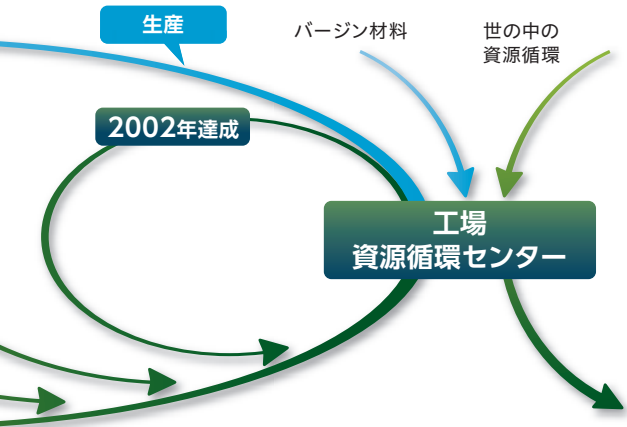 生産
バージン材料
世の中の
資源循環
2002年達成
工場
資源循環センター